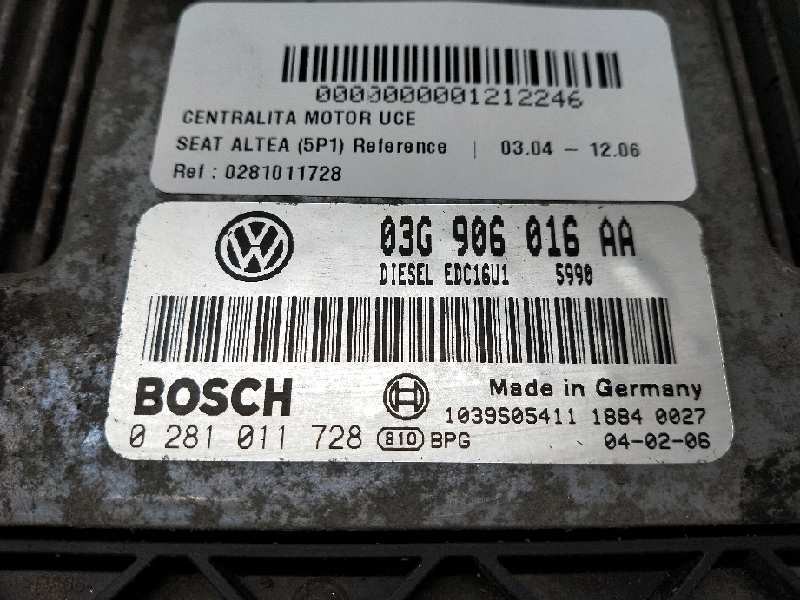 0000000001212246
CENTRALITA MOTOR UCE
SEAT ALTEA (5P1) Reference | 03.04 – 12.06
Ref : 0281011728
VW 03G 906 016 AA
DIESEL EDC16U1 5990
BOSCH Made in Germany
1039S05411 1884 0027
0 281 011 728 810 BPG 04-02-06